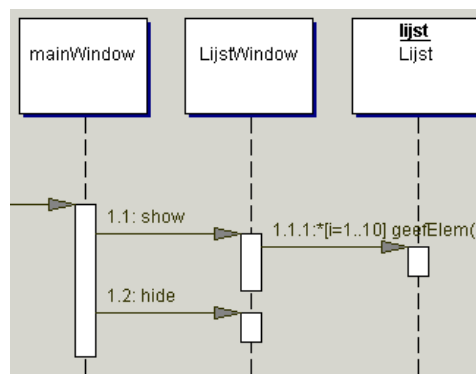 mainWindow
LijstWindow
lijst
Lijst
1.1: show
1.1.1:*[i=1..10] geefElem(
1.2: hide